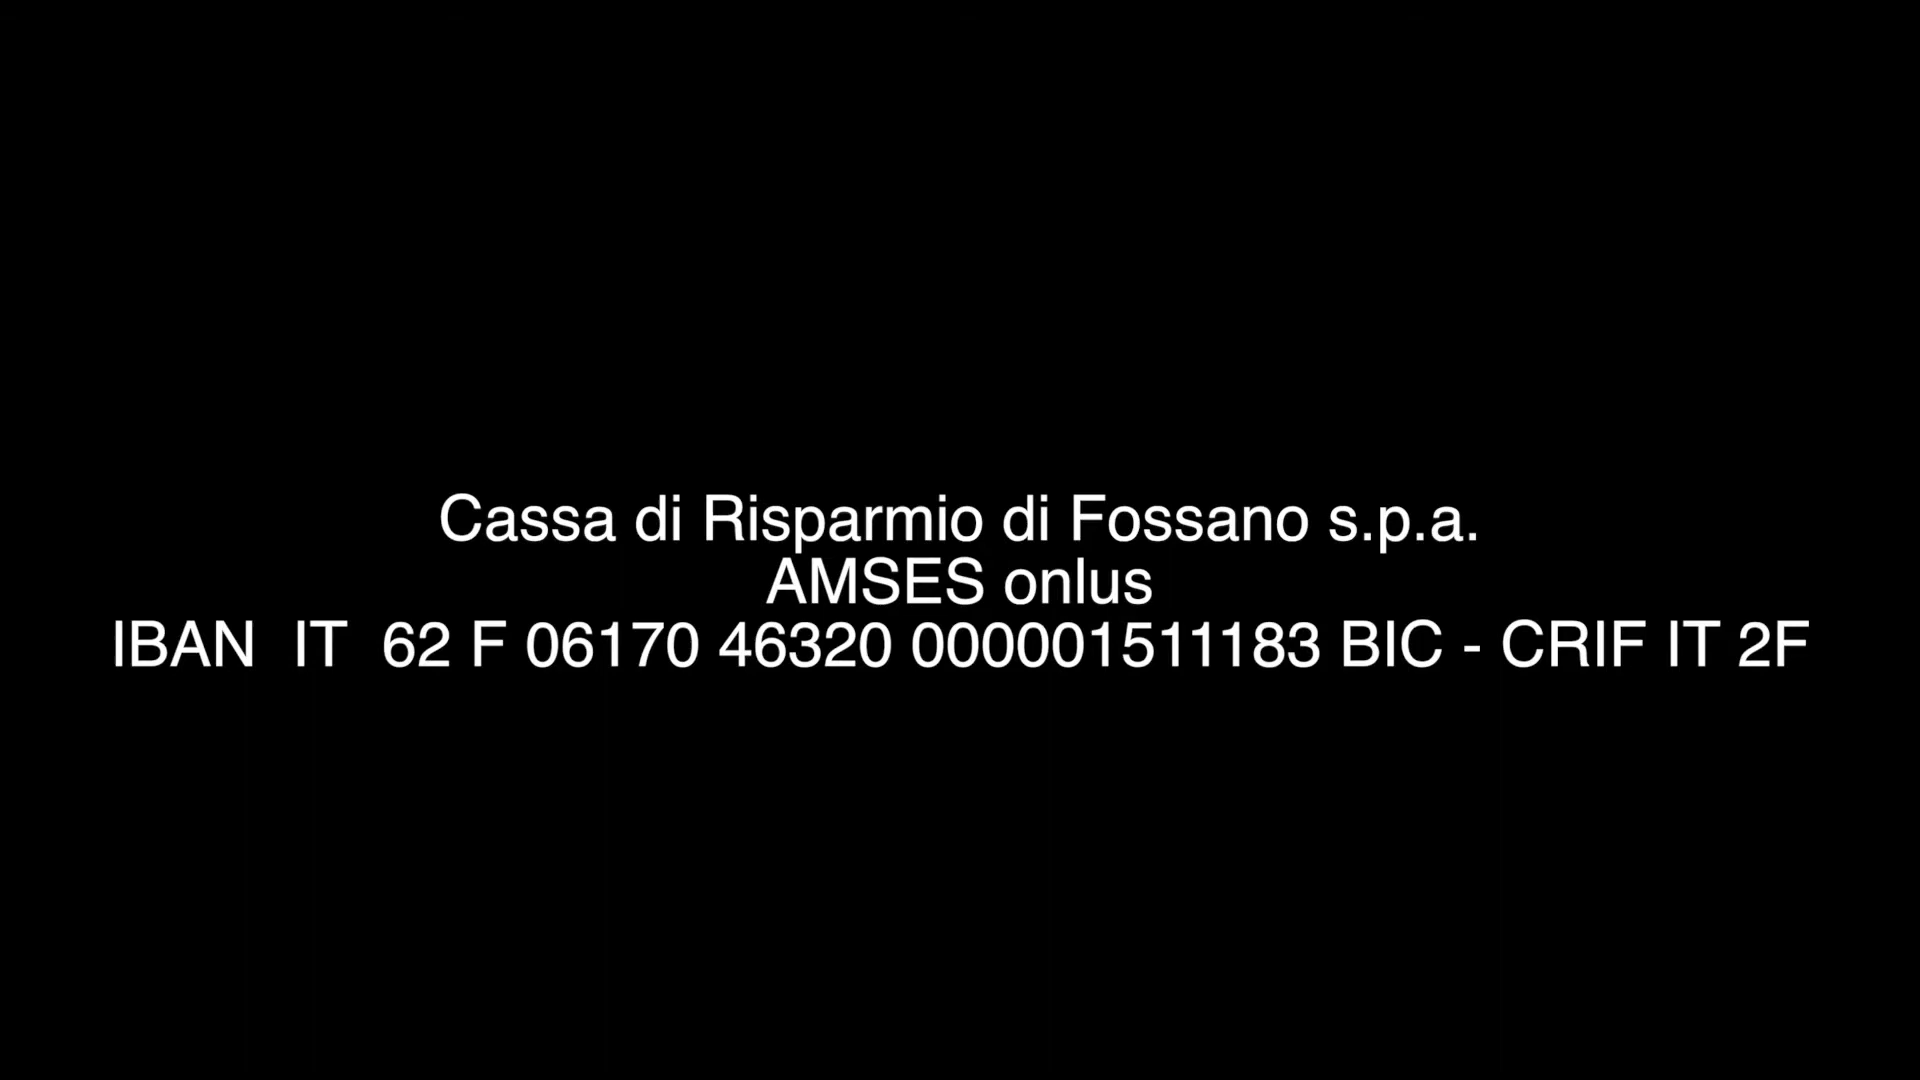 Cassa di Risparmio di Fossano s.p.a.
AMSES onlus
IBAN  IT  62 F 06170 46320 000001511183 BIC - CRIF IT 2F